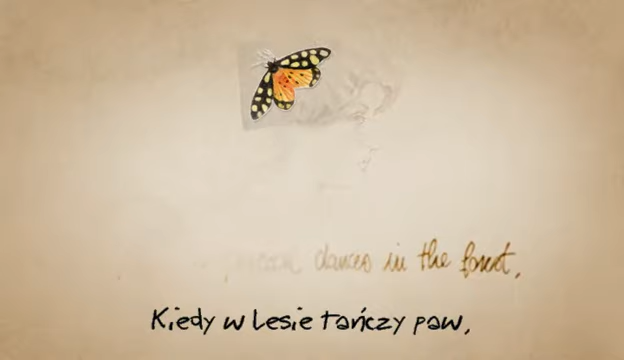 dances in the forest,
Kiedy w Lesie tańczy paw,